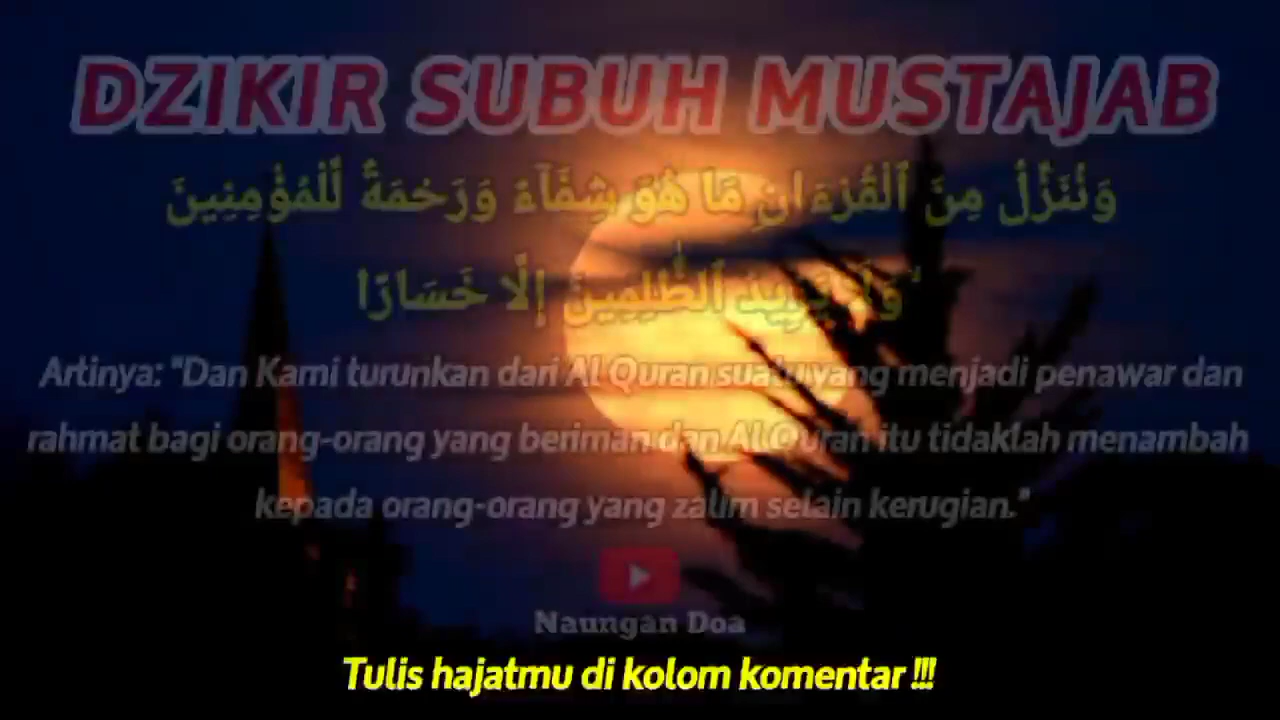 DZIKIR SUBUH MUSTAJAB
وَنُنَزِّلُ مِنَ ٱلْقُرْءَانِ مَا هُوَ شِفَآءٌ وَرَحْمَةٌ لِّلْمُؤْمِنِينَ
وَلَا يَزِيدُ ٱلظَّٰلِمِينَ إِلَّا خَسَارًا
Artinya: "Dan Kami turunkan dari Al Quran suatu yang menjadi penawar dan
rahmat bagi orang-orang yang beriman dan Al Quran itu tidaklah menambah
kepada orang-orang yang zalim selain kerugian."
Naungan Doa
Tulis hajatmu di kolom komentar !!!